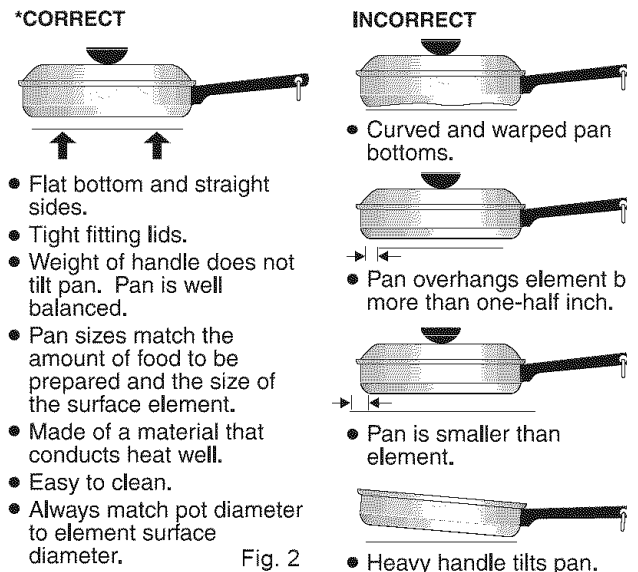 *CORRECT
● Flat bottom and straight
sides.
● Tight fitting lids.
● Weight of handle does not
tilt pan. Pan is well
balanced.
● Pan sizes match the
amount of food to be
prepared and the size of
the surface element.
● Made of a material that
conducts heat well.
● Easy to clean.
● Always match pot diameter
to element surface
diameter.
Fig. 2
INCORRECT
● Curved and warped pan
bottoms.
● Pan overhangs element b
more than one-half inch.
● Pan is smaller than
element.
● Heavy handle tilts pan.